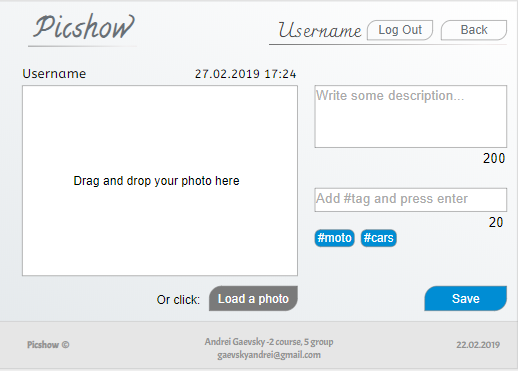 Picshow
Username Log Out Back
Username 27.02.2019 17:24
Write some description...
Drag and drop your photo here
200
Add #tag and press enter
20
#moto #cars
Or click: Load a photo
Save
Picshow © Andrei Gaevsky -2 course, 5 group 22.02.2019
gaevskyandrei@gmail.com